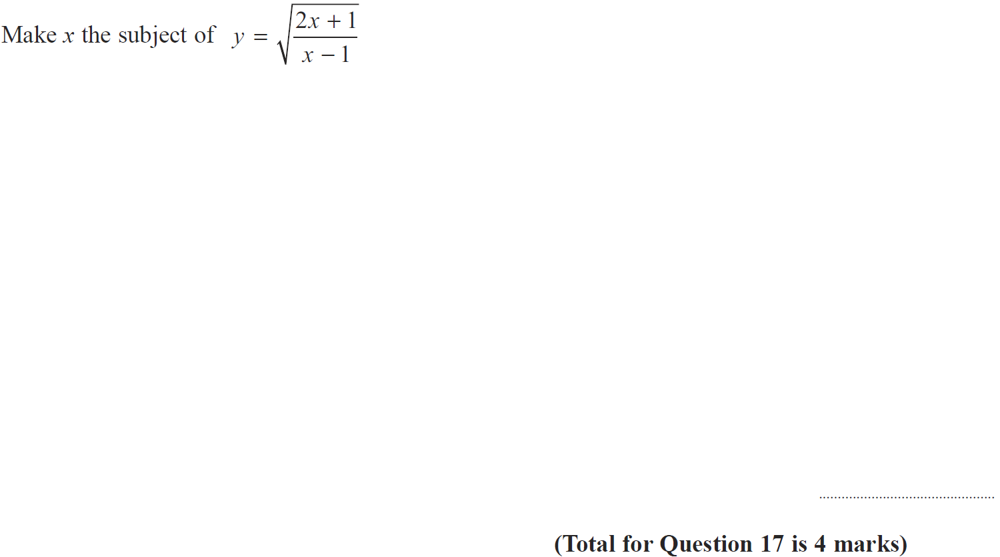 Make x the subject of y = √((2x + 1)/(x − 1))
..............................................
(Total for Question 17 is 4 marks)